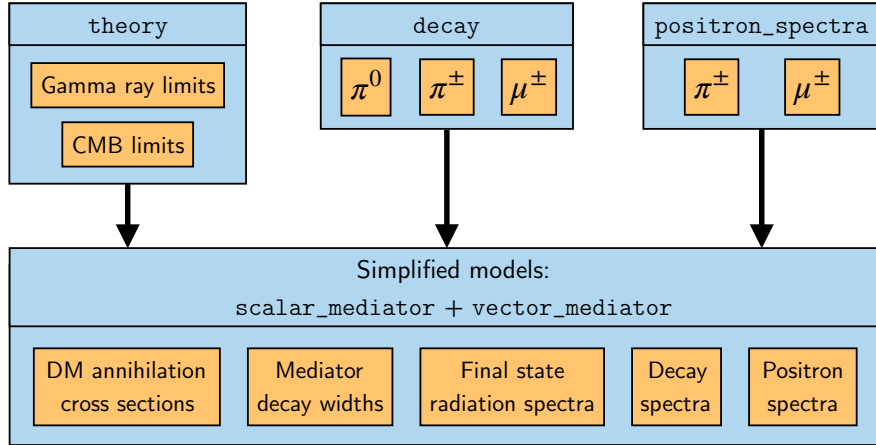 theory
Gamma ray limits
CMB limits
decay
π⁰ π± μ±
positron_spectra
π± μ±
Simplified models:
scalar_mediator + vector_mediator
DM annihilation
cross sections
Mediator
decay widths
Final state
radiation spectra
Decay
spectra
Positron
spectra